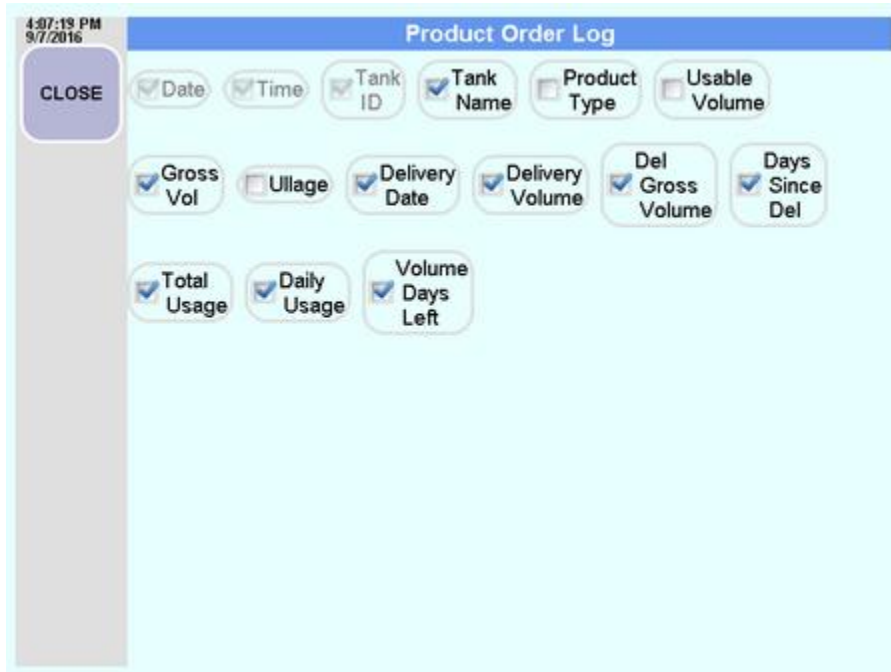 4:07:19 PM
9/7/2016
Product Order Log
CLOSE
Date
Time
Tank
ID
Tank
Name
Product
Type
Usable
Volume
Gross
Vol
Ullage
Delivery
Date
Delivery
Volume
Del
Gross
Volume
Days
Since
Del
Total
Usage
Daily
Usage
Volume
Days
Left